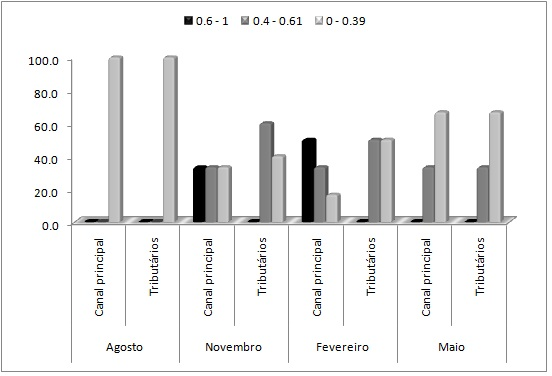 0.6 - 1 0.4 - 0.61 0 - 0.39
100.0
80.0
60.0
40.0
20.0
0.0
Canal principal
Tributários
Canal principal
Tributários
Canal principal
Tributários
Canal principal
Tributários
Agosto Novembro Fevereiro Maio